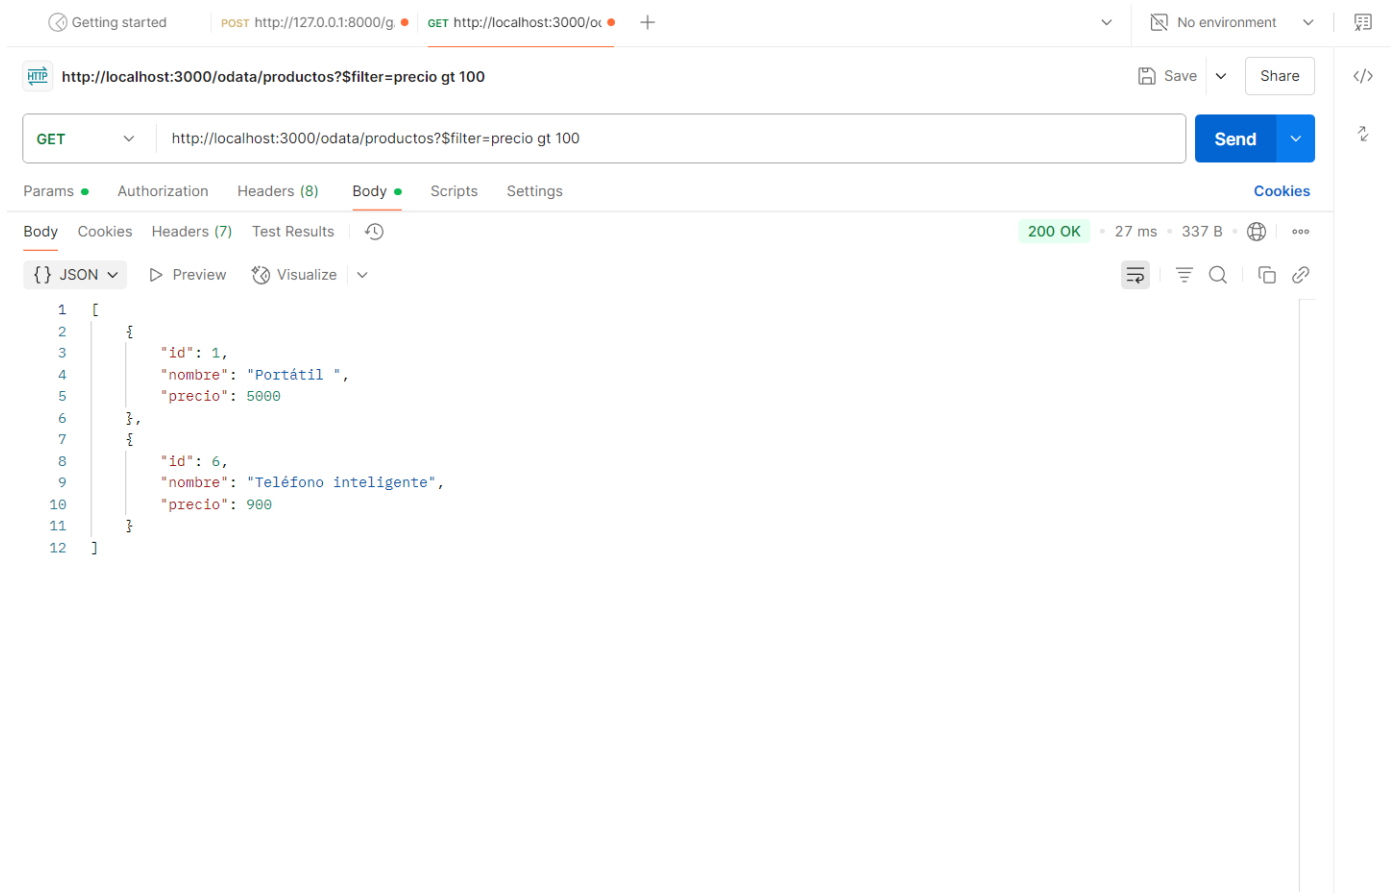 Getting started POST http://127.0.0.1:8000/g. GET http://localhost:3000/o No environment
HTTP http://localhost:3000/odata/productos?$filter=precio gt 100 Save Share
GET http://localhost:3000/odata/productos?$filter=precio gt 100 Send
Params Authorization Headers (8) Body Scripts Settings Cookies
Body Cookies Headers (7) Test Results 200 OK 27 ms 337 B
{} JSON Preview Visualize
1 [
2 {
3 "id": 1,
4 "nombre": "Portátil ",
5 "precio": 5000
6 },
7 {
8 "id": 6,
9 "nombre": "Teléfono inteligente",
10 "precio": 900
11 }
12 ]